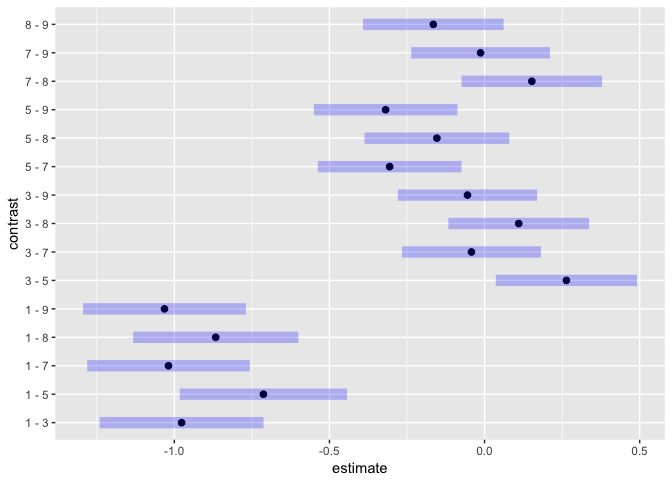 8 - 9
7 - 9
7 - 8
5 - 9
5 - 8
5 - 7
3 - 9
3 - 8
3 - 7
3 - 5
1 - 9
1 - 8
1 - 7
1 - 5
1 - 3
contrast
-1.0 -0.5 0.0 0.5
estimate